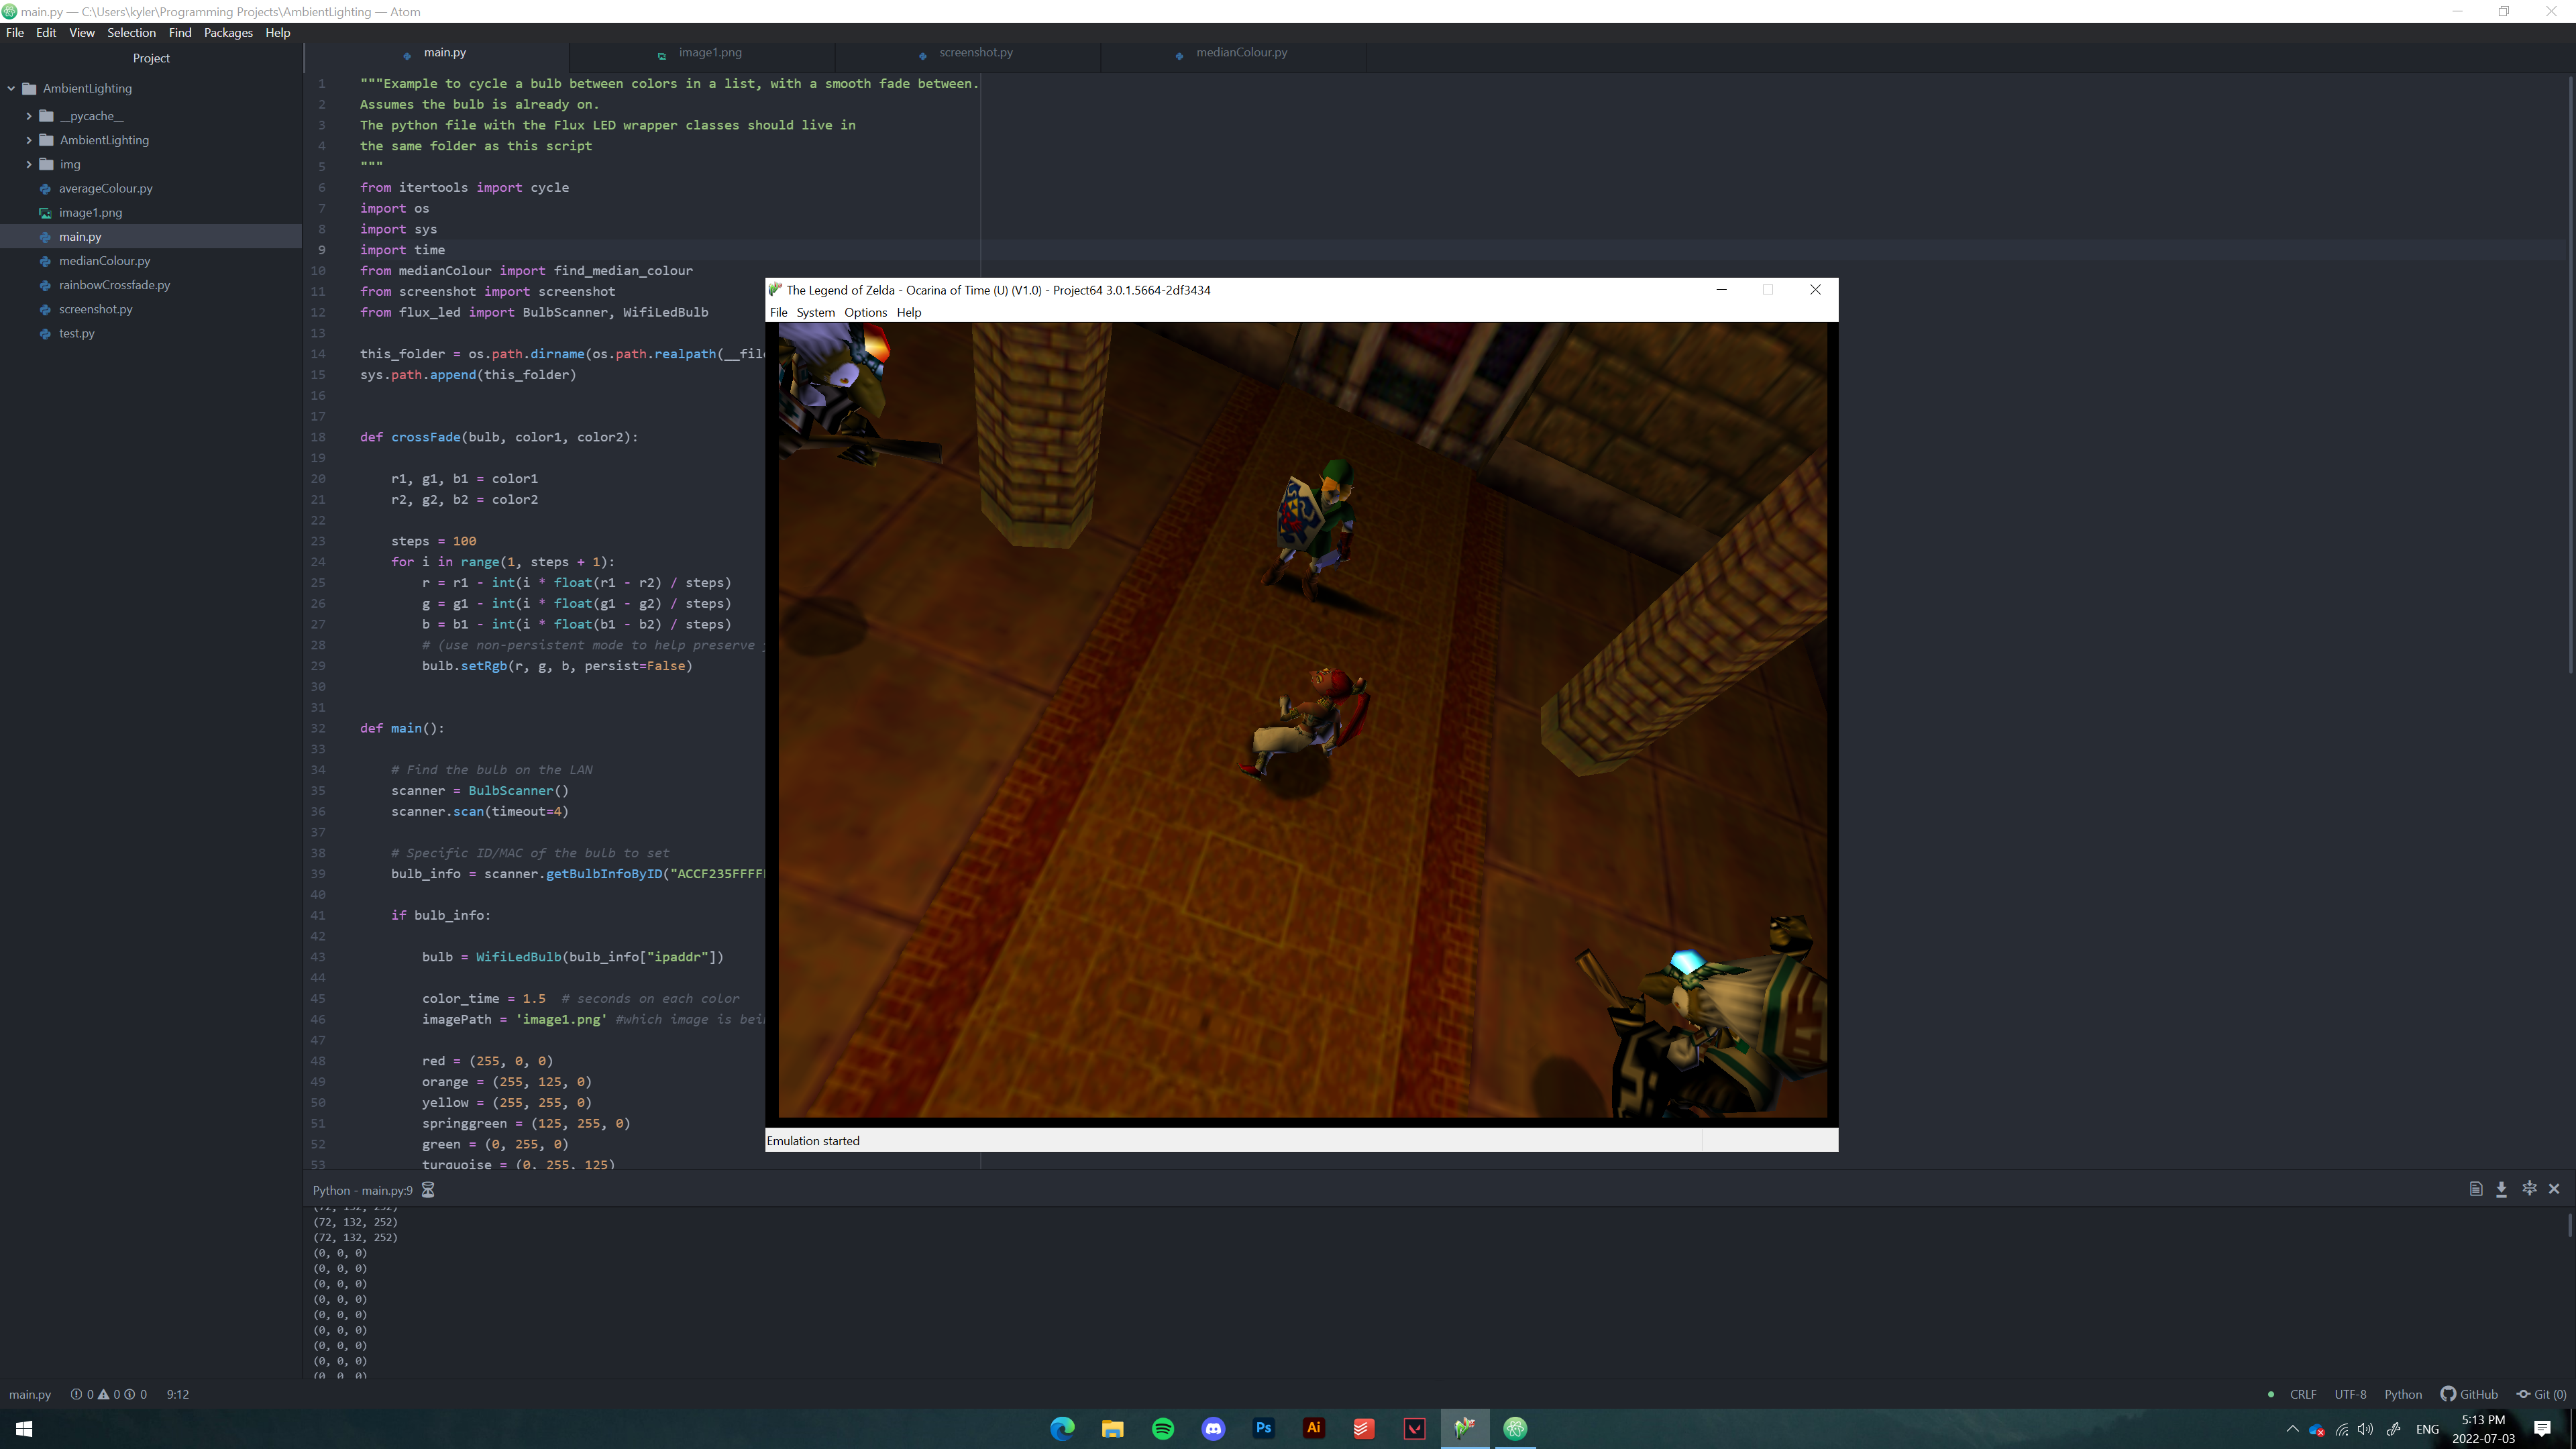 main.py — C:\Users\kyler\Programming Projects\AmbientLighting — Atom
File Edit View Selection Find Packages Help
Project
main.py image1.png screenshot.py medianColour.py
AmbientLighting
__pycache__
AmbientLighting
img
averageColour.py
image1.png
main.py
medianColour.py
rainbowCrossfade.py
screenshot.py
test.py
1 """Example to cycle a bulb between colors in a list, with a smooth fade between.
2 Assumes the bulb is already on.
3 The python file with the Flux LED wrapper classes should live in
4 the same folder as this script
5 """
6 from itertools import cycle
7 import os
8 import sys
9 import time
10 from medianColour import find_median_colour
11 from screenshot import screenshot
12 from flux_led import BulbScanner, WifiLedBulb
13
14 this_folder = os.path.dirname(os.path.realpath(__file
15 sys.path.append(this_folder)
16
17
18 def crossFade(bulb, color1, color2):
19
20 r1, g1, b1 = color1
21 r2, g2, b2 = color2
22
23 steps = 100
24 for i in range(1, steps + 1):
25 r = r1 - int(i * float(r1 - r2) / steps)
26 g = g1 - int(i * float(g1 - g2) / steps)
27 b = b1 - int(i * float(b1 - b2) / steps)
28 # (use non-persistent mode to help preserve
29 bulb.setRgb(r, g, b, persist=False)
30
31
32 def main():
33
34 # Find the bulb on the LAN
35 scanner = BulbScanner()
36 scanner.scan(timeout=4)
37
38 # Specific ID/MAC of the bulb to set
39 bulb_info = scanner.getBulbInfoByID("ACCF235FFFF
40
41 if bulb_info:
42
43 bulb = WifiLedBulb(bulb_info["ipaddr"])
44
45 color_time = 1.5 # seconds on each color
46 imagePath = 'image1.png' #which image is bei
47
48 red = (255, 0, 0)
49 orange = (255, 125, 0)
50 yellow = (255, 255, 0)
51 springgreen = (125, 255, 0)
52 green = (0, 255, 0)
53 turquoise = (0, 255, 125)
The Legend of Zelda - Ocarina of Time (U) (V1.0) - Project64 3.0.1.5664-2df3434
File System Options Help
Emulation started
Python - main.py:9
(72, 132, 252)
(72, 132, 252)
(72, 132, 252)
(0, 0, 0)
(0, 0, 0)
(0, 0, 0)
(0, 0, 0)
(0, 0, 0)
(0, 0, 0)
(0, 0, 0)
(0, 0, 0)
(0, 0, 0)
main.py 0 0 0 9:12
CRLF UTF-8 Python GitHub Git (0)
Ps Ai
ENG
5:13 PM
2022-07-03